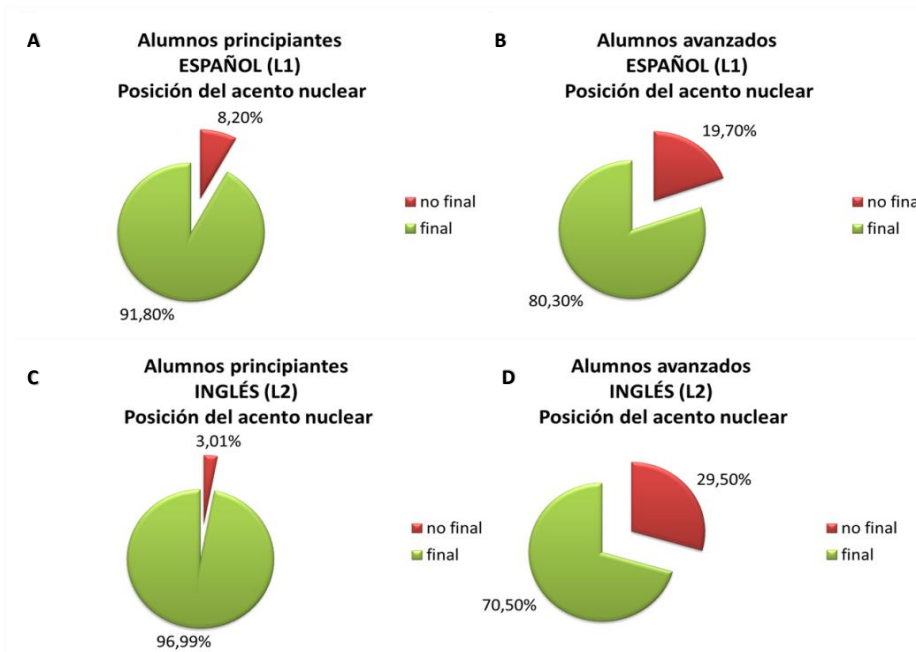 A
Alumnos principiantes
ESPAÑOL (L1)
Posición del acento nuclear
8,20%
91,80%
no final
final
B
Alumnos avanzados
ESPAÑOL (L1)
Posición del acento nuclear
19,70%
80,30%
no final
final
C
Alumnos principiantes
INGLÉS (L2)
Posición del acento nuclear
3,01%
96,99%
no final
final
D
Alumnos avanzados
INGLÉS (L2)
Posición del acento nuclear
29,50%
70,50%
no final
final